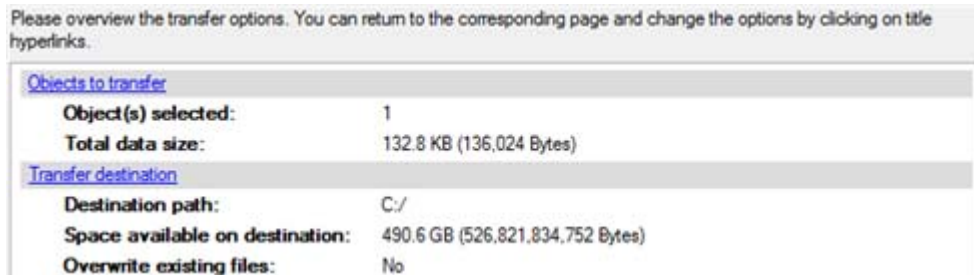 Please overview the transfer options. You can return to the corresponding page and change the options by clicking on title
hyperlinks.
Objects to transfer
Object(s) selected: 1
Total data size: 132.8 KB (136,024 Bytes)
Transfer destination
Destination path: C:/
Space available on destination: 490.6 GB (526,821,834,752 Bytes)
Overwrite existing files: No